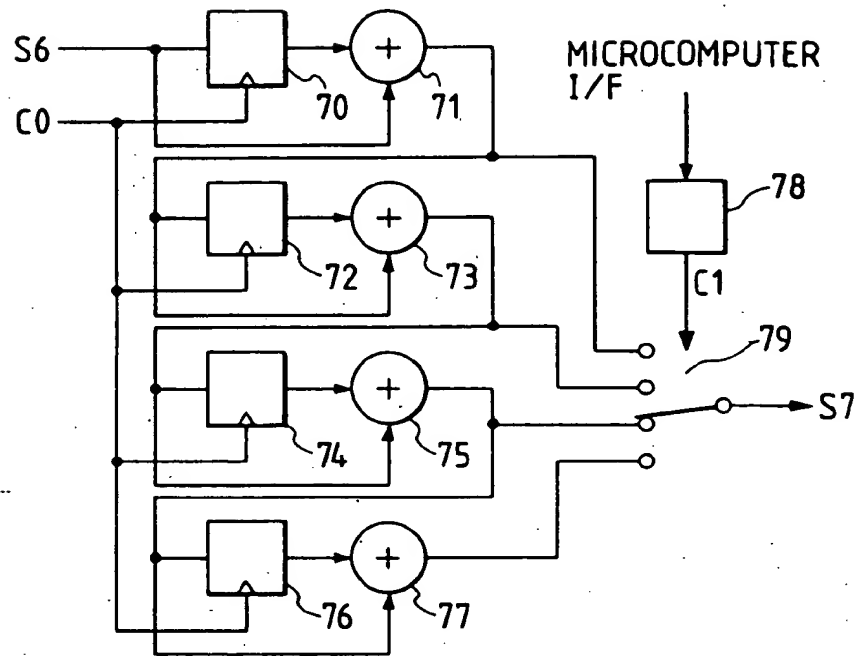 S6
C0
70
+
71
MICROCOMPUTER
I/F
72
+
73
78
C1
74
+
75
79
S7
76
+
77